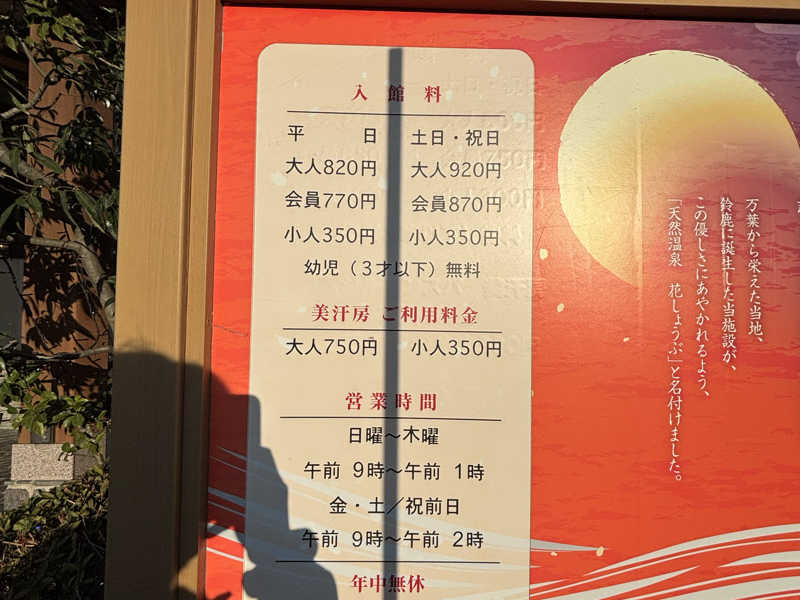 入館料
平日 土日・祝日
大人820円 大人920円
会員770円 会員870円
小人350円 小人350円
幼児（3才以下）無料
美汗房 ご利用料金
大人750円 小人350円
営業時間
日曜～木曜
午前 9時～午前 1時
金・土／祝前日
午前 9時～午前 2時
年中無休
万葉から栄えた当地、
鈴鹿に誕生した当施設が、
この優しさにあやかれるよう、
「天然温泉 花しょうぶ」と名付けました。